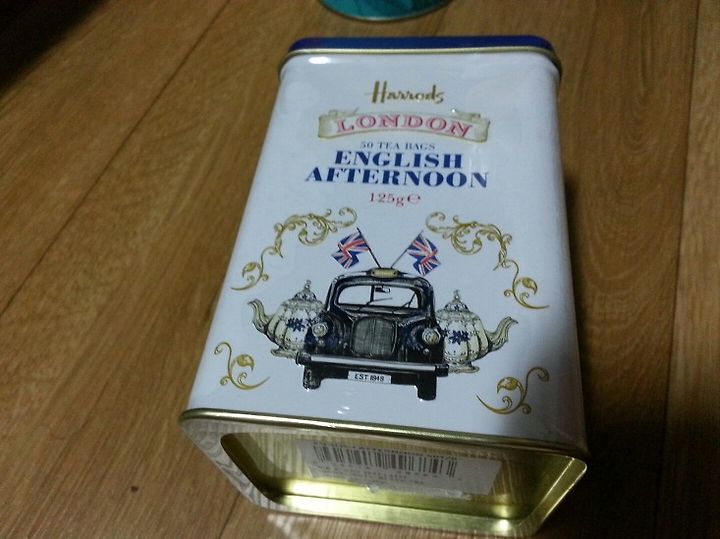 Harrods
LONDON
50 TEA BAGS
ENGLISH
AFTERNOON
125g℮
EST. 1849